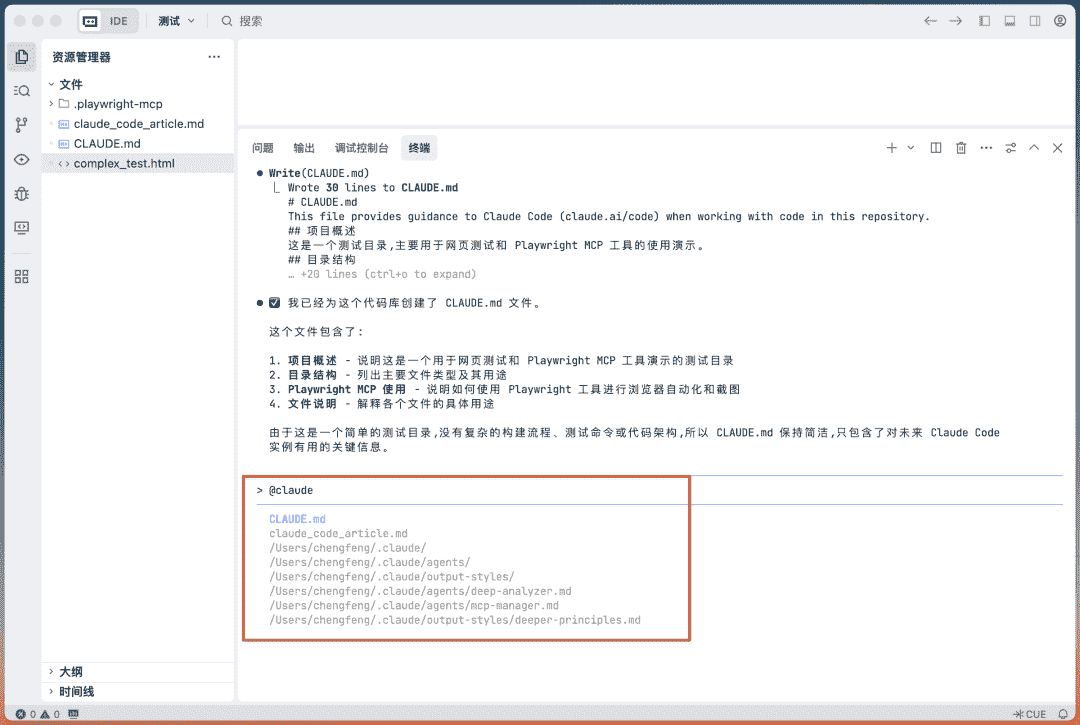 IDE
测试
搜索
资源管理器
...
文件
.playwright-mcp
claude_code_article.md
CLAUDE.md
complex_test.html
大纲
时间线
问题 输出 调试控制台 终端
● Write(CLAUDE.md)
⎿ Wrote 30 lines to CLAUDE.md
# CLAUDE.md
This file provides guidance to Claude Code (claude.ai/code) when working with code in this repository.
## 项目概述
这是一个测试目录,主要用于网页测试和 Playwright MCP 工具的使用演示。
## 目录结构
… +20 lines (ctrl+o to expand)
● ✅ 我已经为这个代码库创建了 CLAUDE.md 文件。
这个文件包含了:
1. 项目概述 - 说明这是一个用于网页测试和 Playwright MCP 工具演示的测试目录
2. 目录结构 - 列出主要文件类型及其用途
3. Playwright MCP 使用 - 说明如何使用 Playwright 工具进行浏览器自动化和截图
4. 文件说明 - 解释各个文件的具体用途
由于这是一个简单的测试目录,没有复杂的构建流程、测试命令或代码架构,所以 CLAUDE.md 保持简洁,只包含了对未来 Claude Code
实例有用的关键信息。
> @claude
CLAUDE.md
claude_code_article.md
/Users/chengfeng/.claude/
/Users/chengfeng/.claude/agents/
/Users/chengfeng/.claude/output-styles/
/Users/chengfeng/.claude/agents/deep-analyzer.md
/Users/chengfeng/.claude/agents/mcp-manager.md
/Users/chengfeng/.claude/output-styles/deeper-principles.md
0 0
CUE